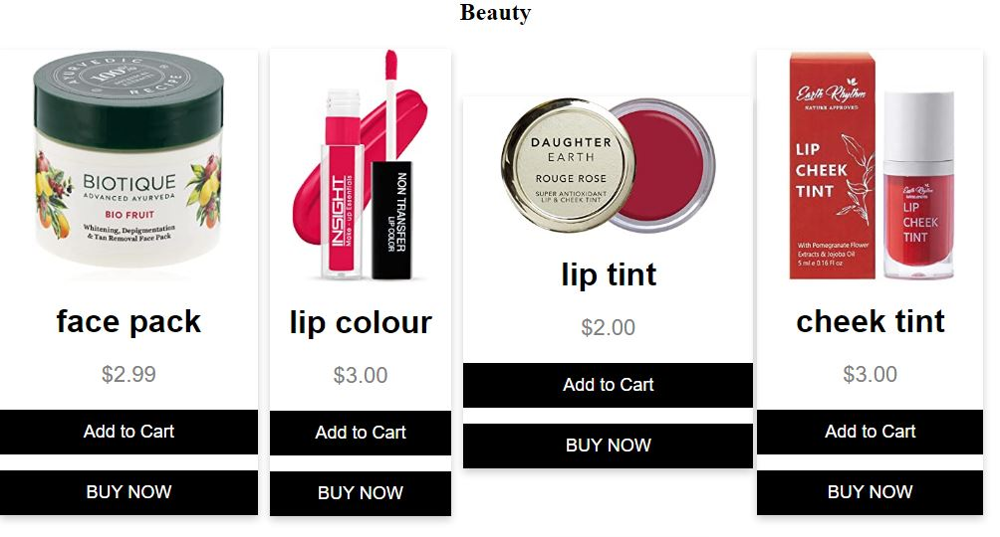 Beauty
AYURVEDIC
100%
RECIPE
BIOTIQUE
ADVANCED AYURVEDA
BIO FRUIT
Whitening, Depigmentation
& Tan Removal Face Pack
face pack
$2.99
Add to Cart
BUY NOW
INSIGHT
Make - up Essentials
NON TRANSFER
LIP COLOR
lip colour
$3.00
Add to Cart
BUY NOW
DAUGHTER
EARTH
ROUGE ROSE
SUPER ANTIOXIDANT
LIP & CHEEK TINT
lip tint
$2.00
Add to Cart
BUY NOW
Earth Rhythm
NATURE APPROVED
LIP
CHEEK
TINT
With Pomegranate Flower
Extracts & Jojoba Oil
5 ml e 0.16 fl oz
Earth Rhythm
LIP
CHEEK
TINT
cheek tint
$3.00
Add to Cart
BUY NOW